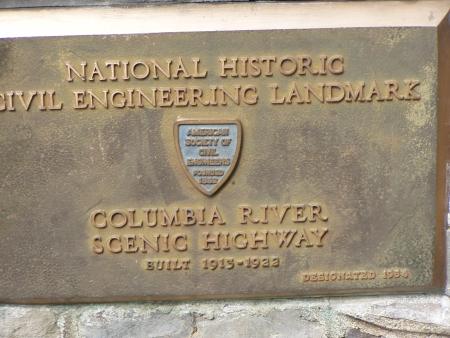 NATIONAL HISTORIC
CIVIL ENGINEERING LANDMARK
AMERICAN
SOCIETY OF
CIVIL
ENGINEERS
FOUNDED
1852
COLUMBIA RIVER
SCENIC HIGHWAY
BUILT 1913-1922
DESIGNATED 1984